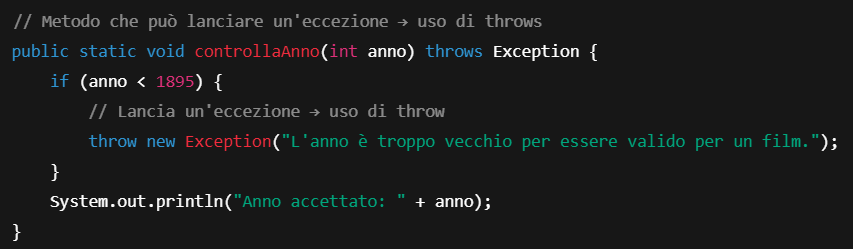 // Metodo che può lanciare un'eccezione → uso di throws
public static void controllaAnno(int anno) throws Exception {
    if (anno < 1895) {
        // Lancia un'eccezione → uso di throw
        throw new Exception("L'anno è troppo vecchio per essere valido per un film.");
    }
    System.out.println("Anno accettato: " + anno);
}